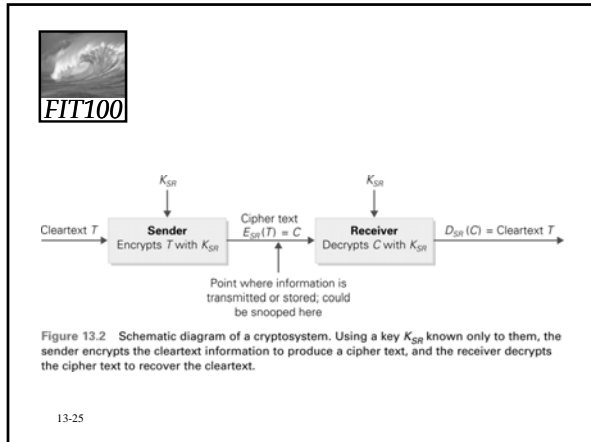 FIT100
K_SR
K_SR
Cleartext T
Sender
Encrypts T with K_SR
Cipher text
E_SR(T) = C
Receiver
Decrypts C with K_SR
D_SR(C) = Cleartext T
Point where information is
transmitted or stored; could
be snooped here
Figure 13.2 Schematic diagram of a cryptosystem. Using a key K_SR known only to them, the
sender encrypts the cleartext information to produce a cipher text, and the receiver decrypts
the cipher text to recover the cleartext.
13-25